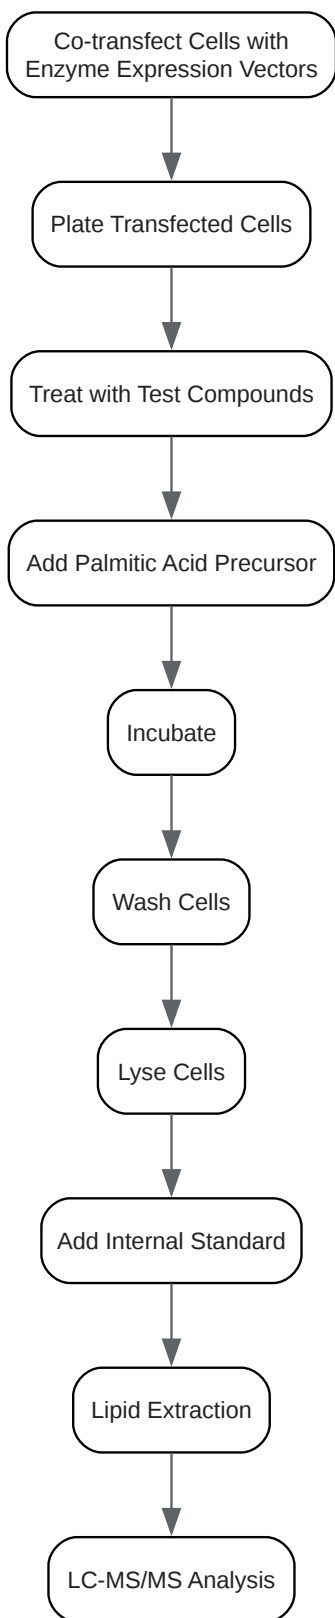 Co-transfect Cells with
Enzyme Expression Vectors
Plate Transfected Cells
Treat with Test Compounds
Add Palmitic Acid Precursor
Incubate
Wash Cells
Lyse Cells
Add Internal Standard
Lipid Extraction
LC-MS/MS Analysis